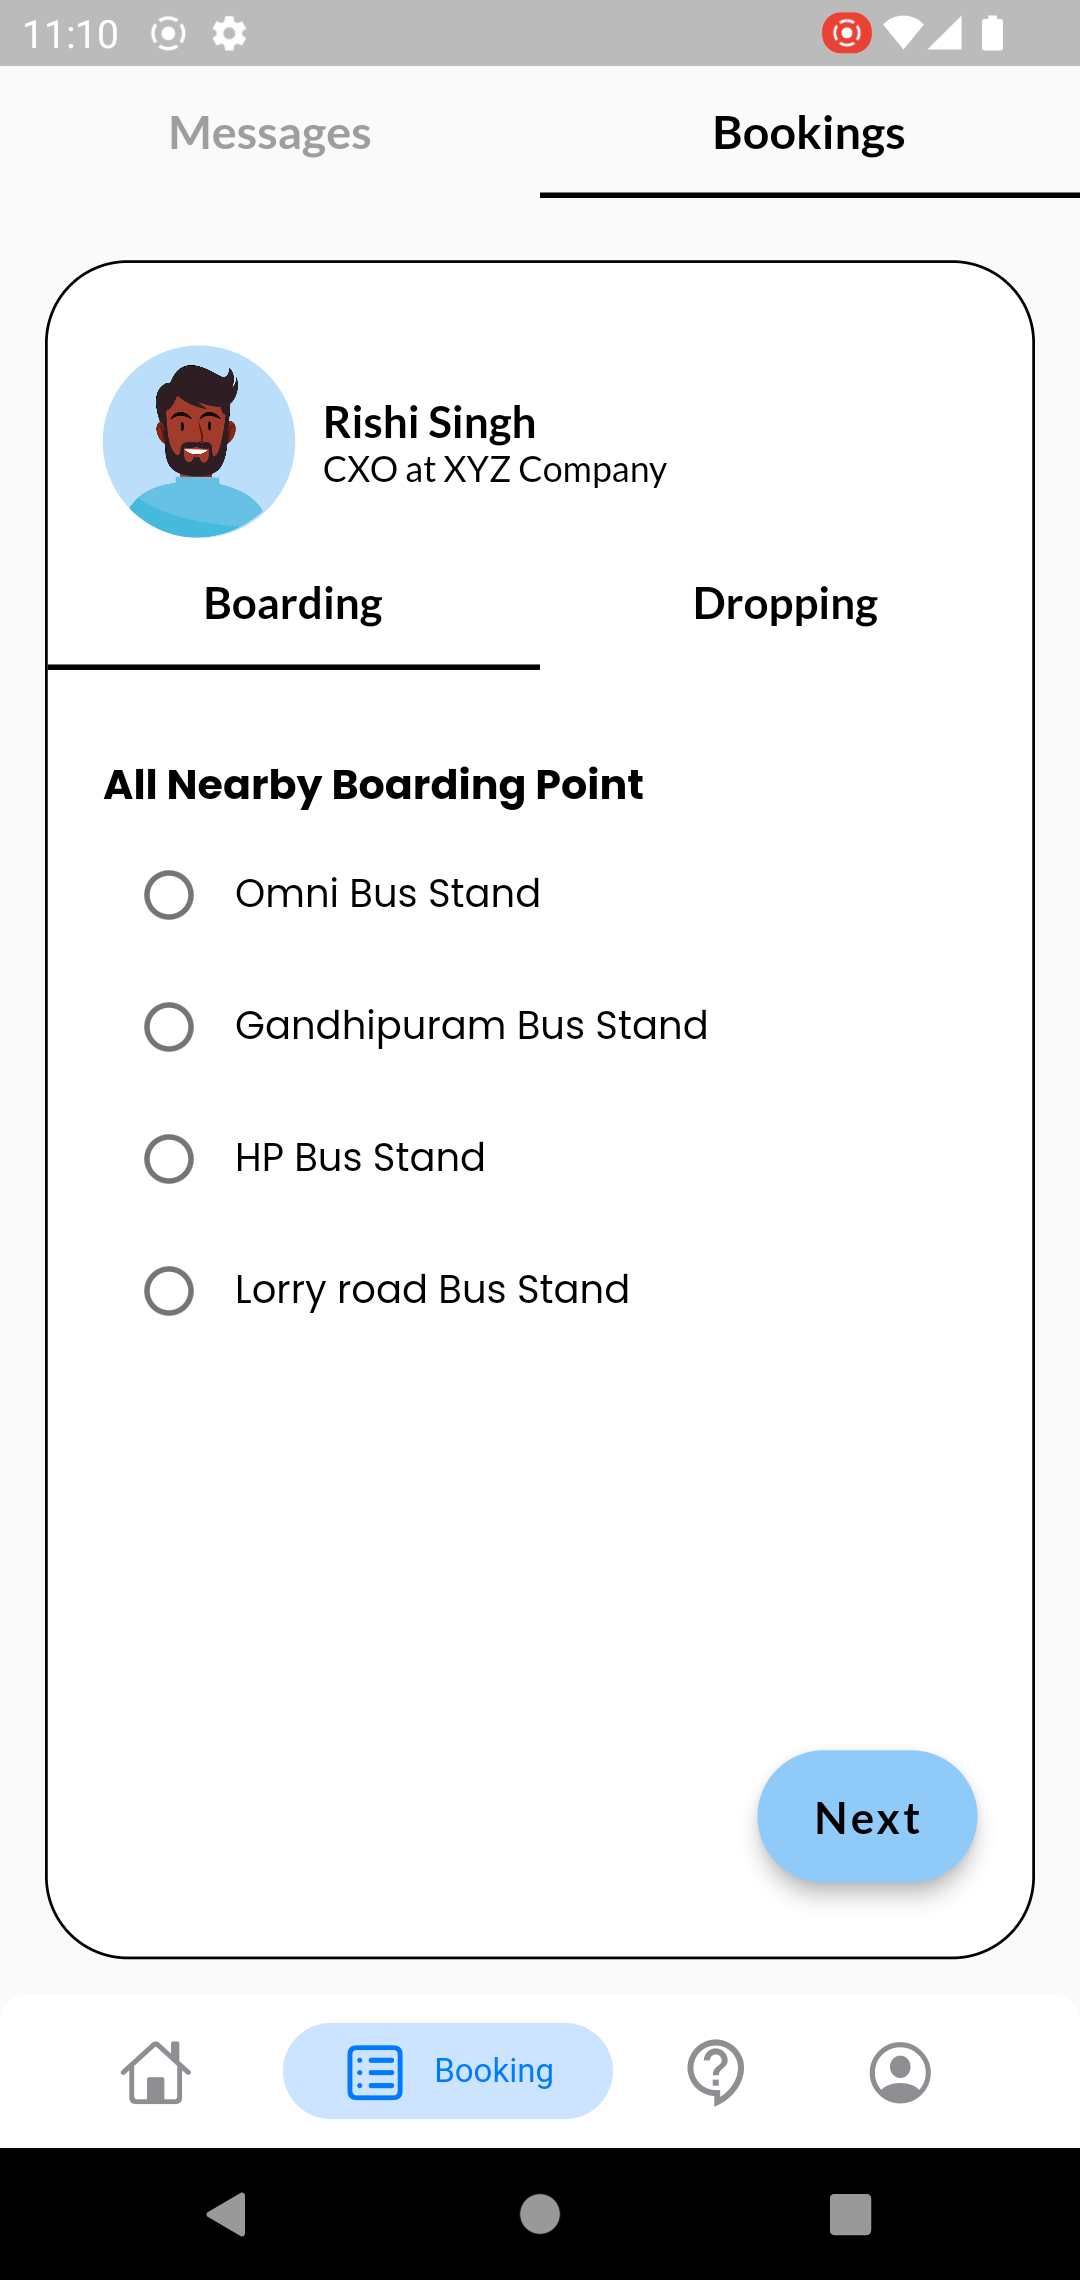 11:10
Messages
Bookings
Rishi Singh
CXO at XYZ Company
Boarding
Dropping
All Nearby Boarding Point
Omni Bus Stand
Gandhipuram Bus Stand
HP Bus Stand
Lorry road Bus Stand
Next
Booking